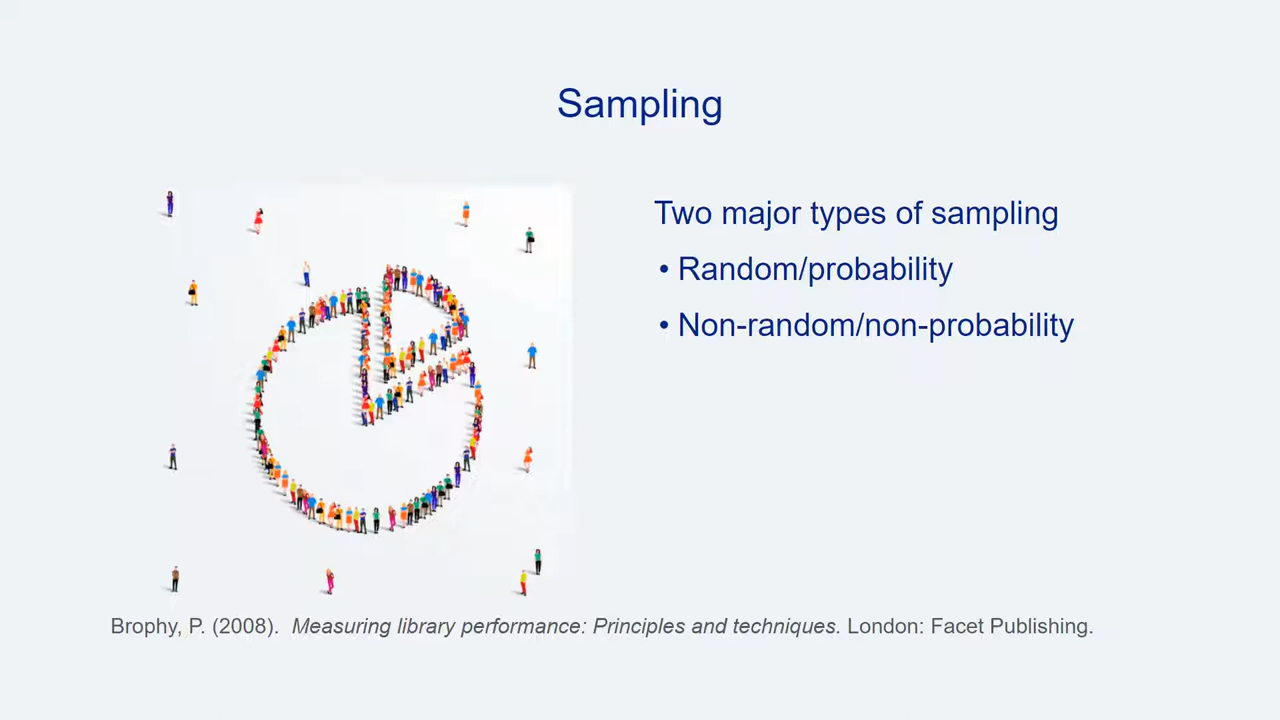 Sampling
Two major types of sampling
• Random/probability
• Non-random/non-probability
Brophy, P. (2008).  Measuring library performance: Principles and techniques. London: Facet Publishing.